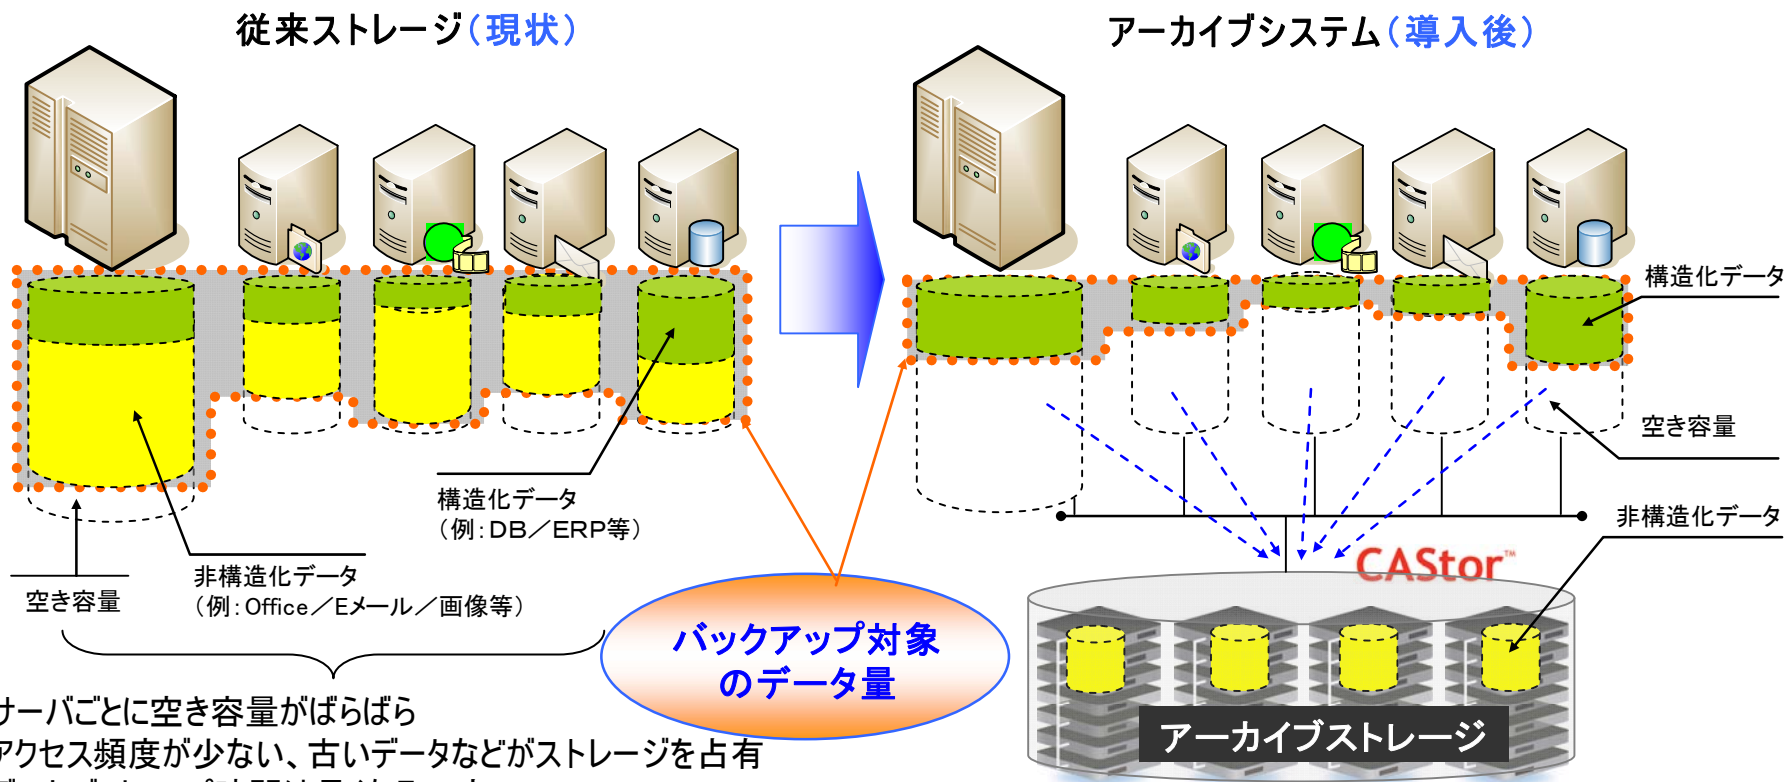 従来ストレージ（現状）
アーカイブシステム（導入後）
構造化データ
空き容量
非構造化データ
構造化データ
（例：DB／ERP等）
非構造化データ
（例：Office／Eメール／画像等）
空き容量
バックアップ対象
のデータ量
CAStor™
アーカイブストレージ
サーバごとに空き容量がばらばら
アクセス頻度が少ない、古いデータなどがストレージを占有